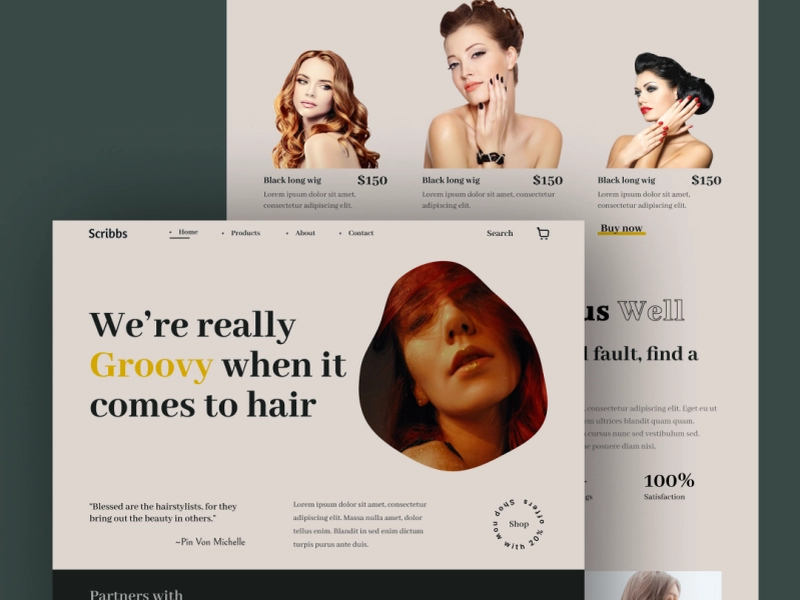 Black long wig $150
Lorem ipsum dolor sit amet,
consectetur adipiscing elit.
Black long wig $150
Lorem ipsum dolor sit amet, consectetur
adipiscing elit.
Black long wig $150
Lorem ipsum dolor sit amet,
consectetur adipiscing elit.
Buy now
Scribbs
Home Products About Contact Search
We're really
Groovy when it
comes to hair
"Blessed are the hairstylists, for they
bring out the beauty in others."
~Pin Von Michelle
Lorem ipsum dolor sit amet, consectetur
adipiscing elit. Massa nulla amet, dolor
tellus enim. Blandit in sed enim dictum
turpis purus ante duis.
Shop now with 20% offers
Shop
Partners with
us Well
fault, find a
consectetur adipiscing elit. Eget eu ut
em ultrices blandit quam quam.
cursus nunc sed vestibulum sed.
ne posuere diam nisi.
gs
100%
Satisfaction